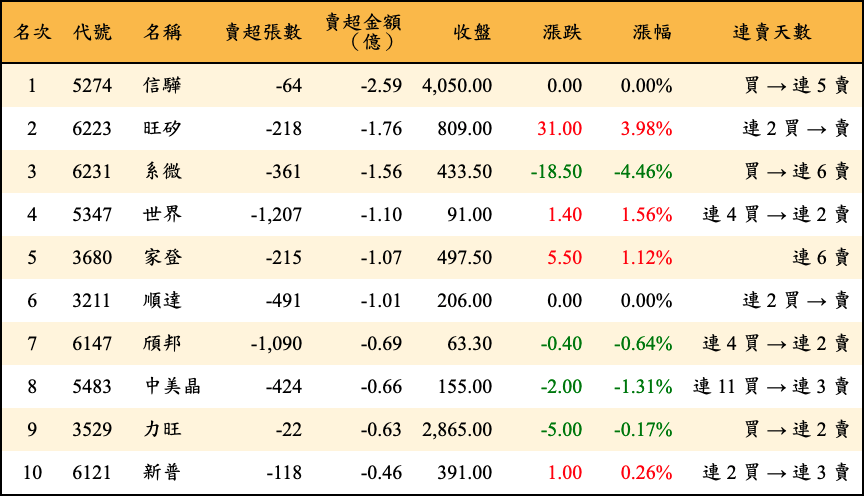 名次 代號 名稱 賣超張數 賣超金額（億） 收盤 漲跌 漲幅 連賣天數
1 5274 信驊 -64 -2.59 4,050.00 0.00 0.00% 買 → 連 5 賣
2 6223 旺矽 -218 -1.76 809.00 31.00 3.98% 連 2 買 → 賣
3 6231 系微 -361 -1.56 433.50 -18.50 -4.46% 買 → 連 6 賣
4 5347 世界 -1,207 -1.10 91.00 1.40 1.56% 連 4 買 → 連 2 賣
5 3680 家登 -215 -1.07 497.50 5.50 1.12% 連 6 賣
6 3211 順達 -491 -1.01 206.00 0.00 0.00% 連 2 買 → 賣
7 6147 頎邦 -1,090 -0.69 63.30 -0.40 -0.64% 連 4 買 → 連 2 賣
8 5483 中美晶 -424 -0.66 155.00 -2.00 -1.31% 連 11 買 → 連 3 賣
9 3529 力旺 -22 -0.63 2,865.00 -5.00 -0.17% 買 → 連 2 賣
10 6121 新普 -118 -0.46 391.00 1.00 0.26% 連 2 買 → 連 3 賣